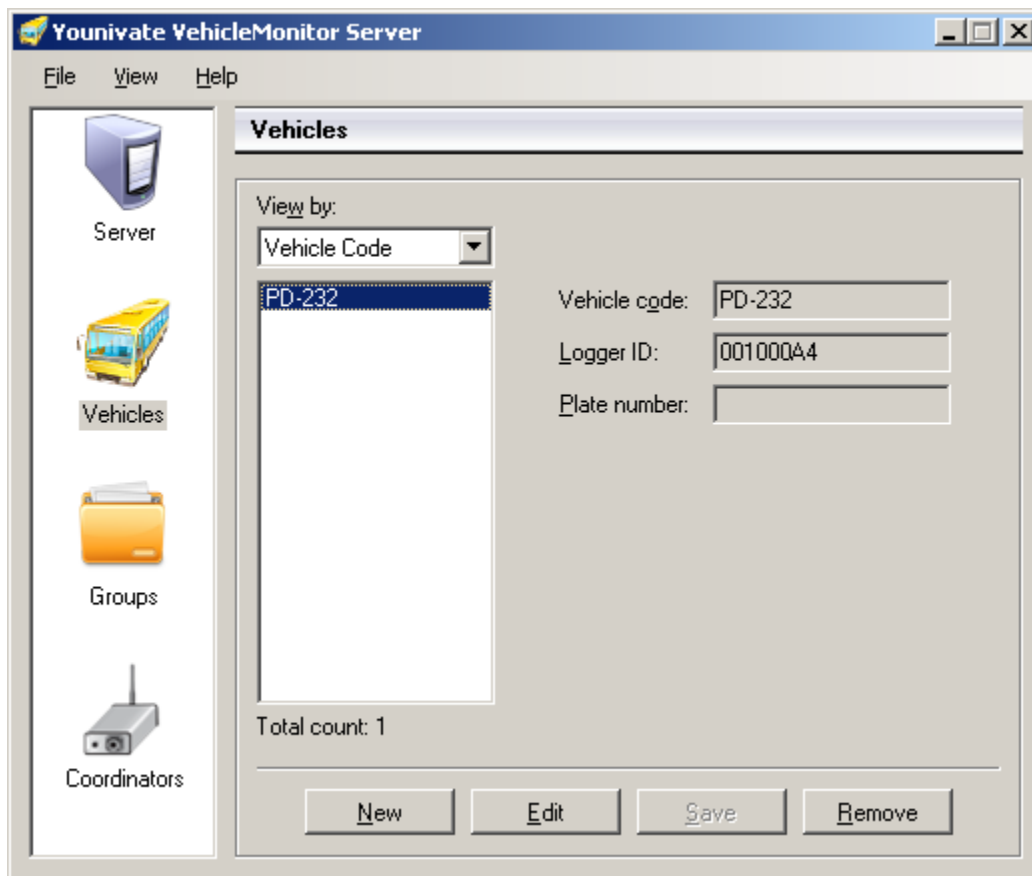 Younivate VehicleMonitor Server
File View Help
Server
Vehicles
Groups
Coordinators
Vehicles
View by:
Vehicle Code
PD-232
Total count: 1
Vehicle code: PD-232
Logger ID: 001000A4
Plate number:
New Edit Save Remove